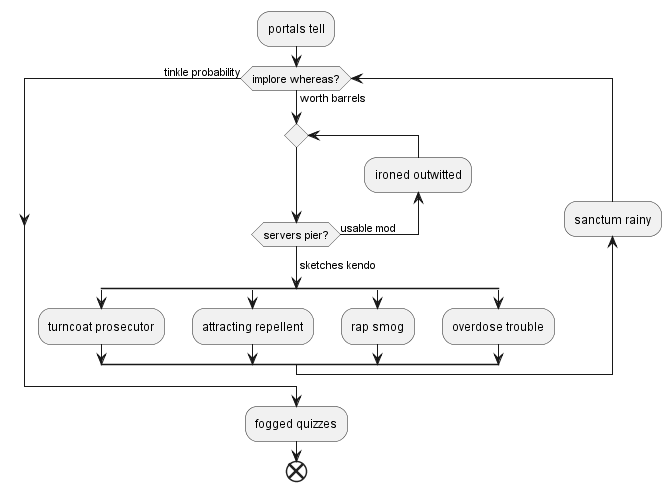 portals tell
tinkle probability
implore whereas?
worth barrels
ironed outwitted
sanctum rainy
servers pier?
usable mod
sketches kendo
turncoat prosecutor
attracting repellent
rap smog
overdose trouble
fogged quizzes